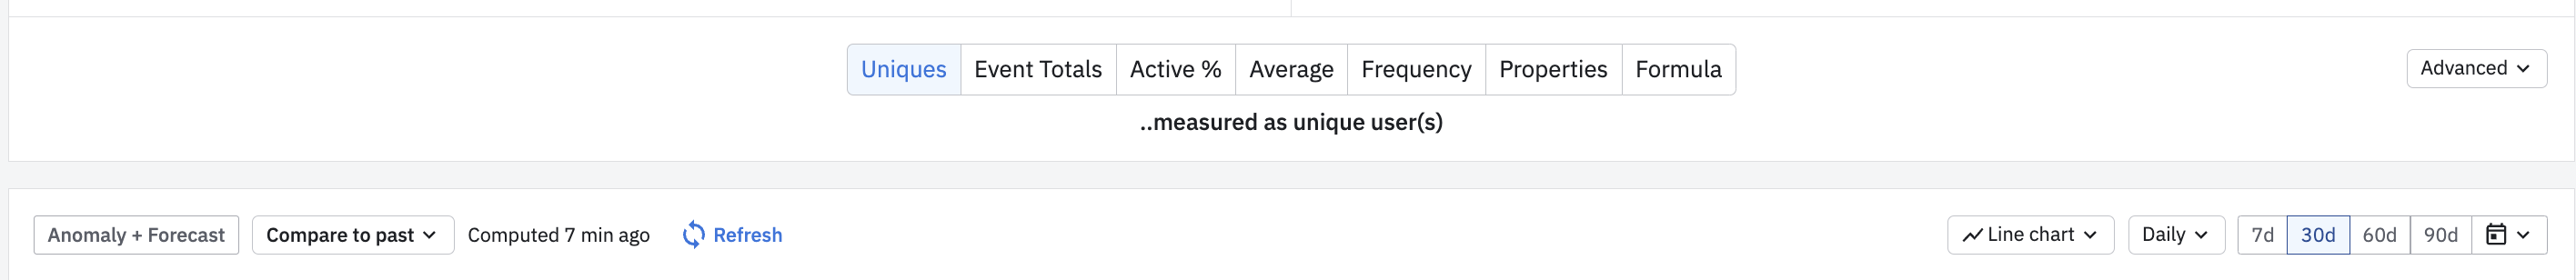 Uniques Event Totals Active % Average Frequency Properties Formula Advanced
..measured as unique user(s)
Anomaly + Forecast Compare to past Computed 7 min ago Refresh Line chart Daily 7d 30d 60d 90d